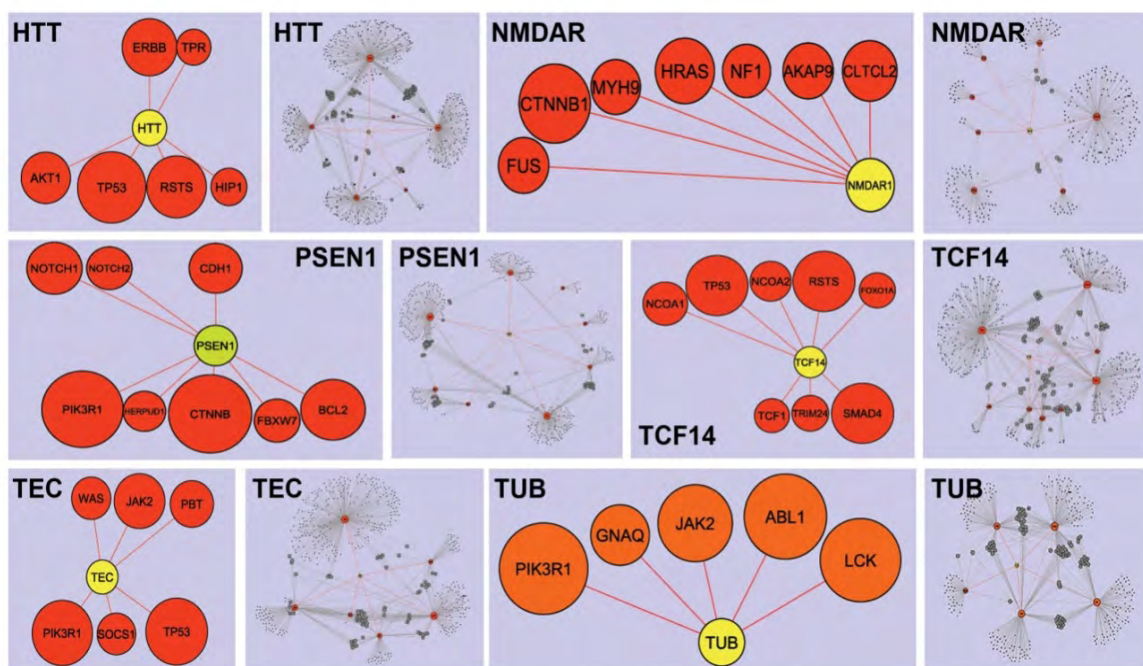 HTT
ERBB
TPR
HTT
AKT1
TP53
RSTS
HIP1
HTT
NMDAR
CTNNB1
MYH9
HRAS
NF1
AKAP9
CLTCL2
FUS
NMDAR1
NMDAR
PSEN1
NOTCH1
NOTCH2
CDH1
PSEN1
PIK3R1
HERPUD1
CTNNB
FBXW7
BCL2
PSEN1
NCOA1
TP53
NCOA2
RSTS
FOXO1A
TCF14
TCF1
TRIM24
SMAD4
TCF14
TCF14
TEC
WAS
JAK2
PBT
TEC
PIK3R1
SOCS1
TP53
TEC
TUB
PIK3R1
GNAQ
JAK2
ABL1
LCK
TUB
TUB